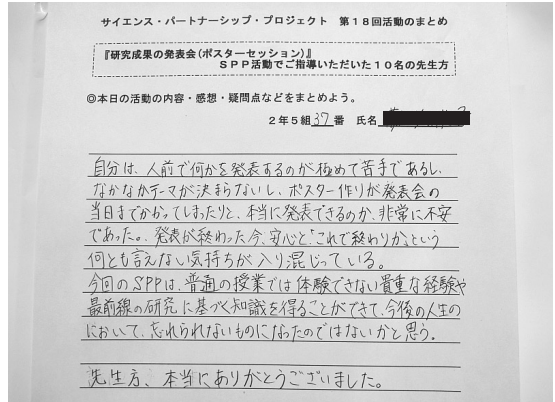 サイエンス・パートナーシップ・プロジェクト 第18回活動のまとめ
『研究成果の発表会(ポスターセッション)』
SPP活動でご指導いただいた10名の先生方
◎本日の活動の内容・感想・疑問点などをまとめよう。
2年5組37番 氏名
自分は、人前で何かを発表するのが極めて苦手であるし、
なかなかテーマが決まらないし、ポスター作りが発表会の
当日までかかってしまったりと、本当に発表できるのか、非常に不安
であった。発表が終わった今、安心と「これで終わりか」という
何とも言えない気持ちが入り混じっている。
今回のSPPは、普通の授業では体験できない貴重な経験や
最前線の研究に基づく知識を得ることができて、今後の人生の
において、忘れられないものになったのではないかと思う。
先生方、本当にありがとうございました。